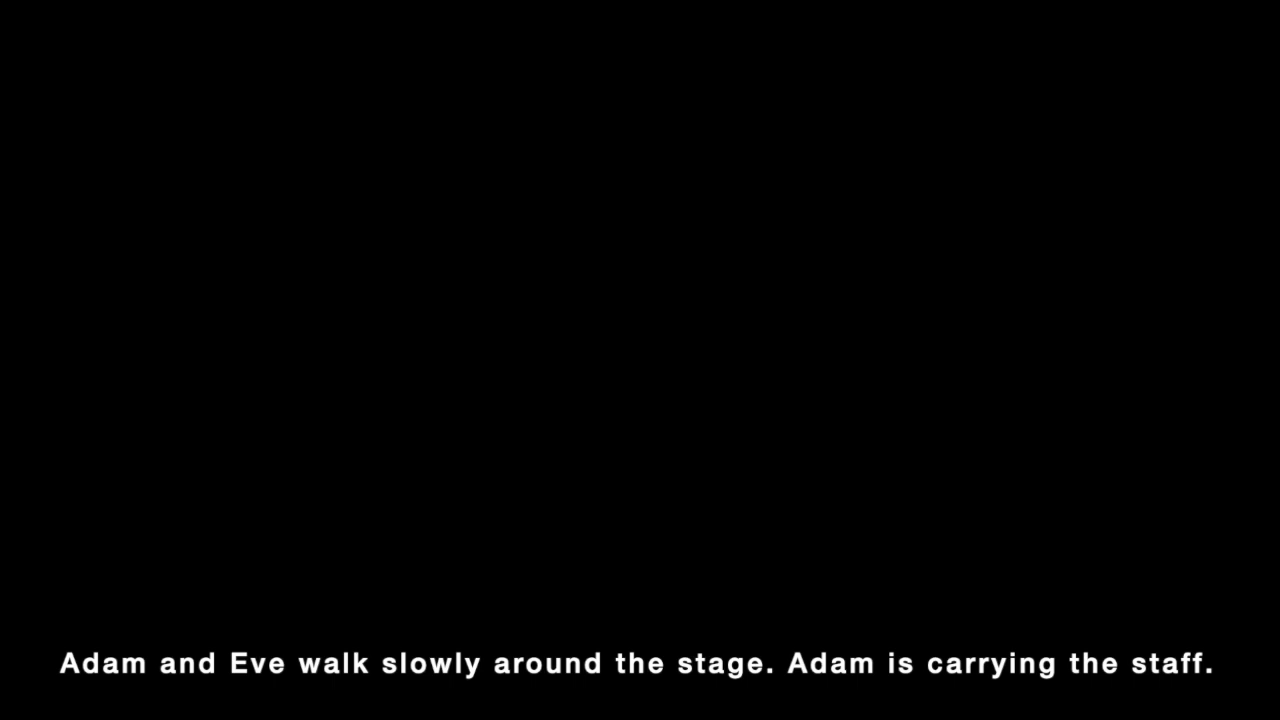 Adam and Eve walk slowly around the stage. Adam is carrying the staff.